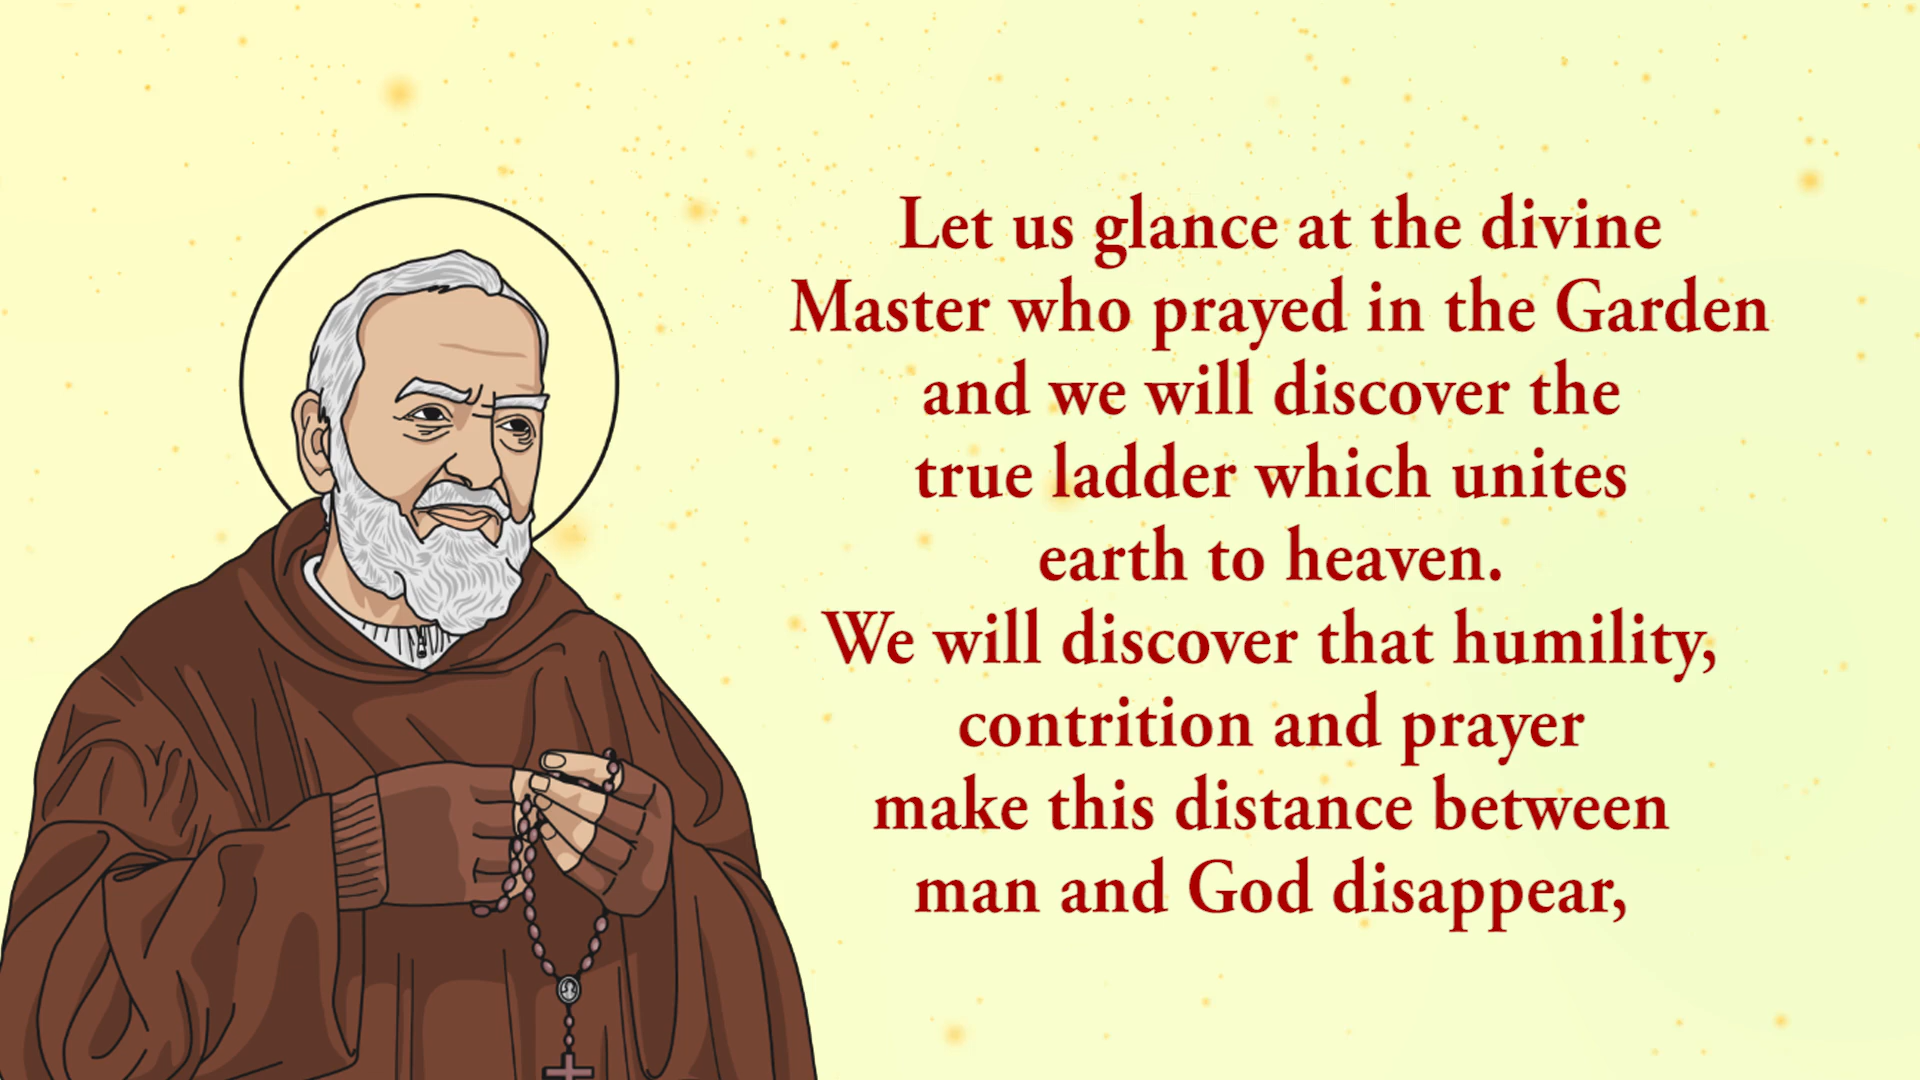 Let us glance at the divine
Master who prayed in the Garden
and we will discover the
true ladder which unites
earth to heaven.
We will discover that humility,
contrition and prayer
make this distance between
man and God disappear,